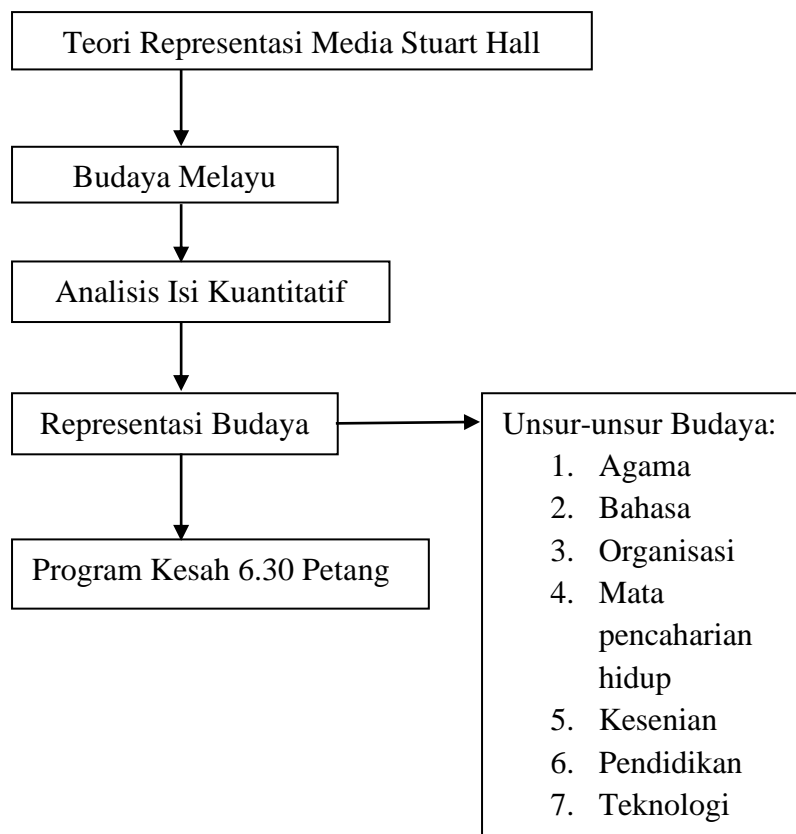 Teori Representasi Media Stuart Hall
Budaya Melayu
Analisis Isi Kuantitatif
Representasi Budaya
Program Kesah 6.30 Petang
Unsur-unsur Budaya:
1. Agama
2. Bahasa
3. Organisasi
4. Mata
pencaharian
hidup
5. Kesenian
6. Pendidikan
7. Teknologi